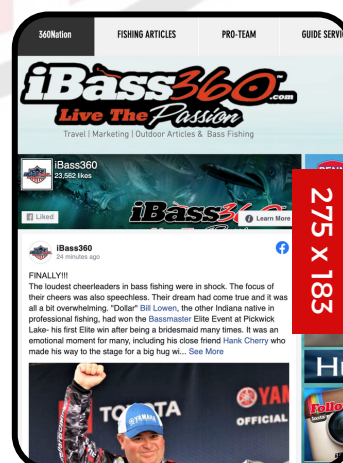 360Nation FISHING ARTICLES PRO-TEAM GUIDE SERVI
iBass360.com
Live The Passion
Travel | Marketing | Outdoor Articles & Bass Fishing
iBass360
23,562 likes
Liked
iBass36
Learn More
275 x 183
iBass360
24 minutes ago
FINALLY!!!
The loudest cheerleaders in bass fishing were in shock. The focus of
their cheers was also speechless. Their dream had come true and it was
all a bit overwhelming. "Dollar" Bill Lowen, the other Indiana native in
professional fishing, had won the Bassmaster Elite Event at Pickwick
Lake- his first Elite win after being a bridesmaid many times. It was an
emotional moment for many, including his close friend Hank Cherry who
made his way to the stage for a big hug wi... See More
YAMAHA
TOYOTA
YAM
OFFICIAL
Hu
Follo